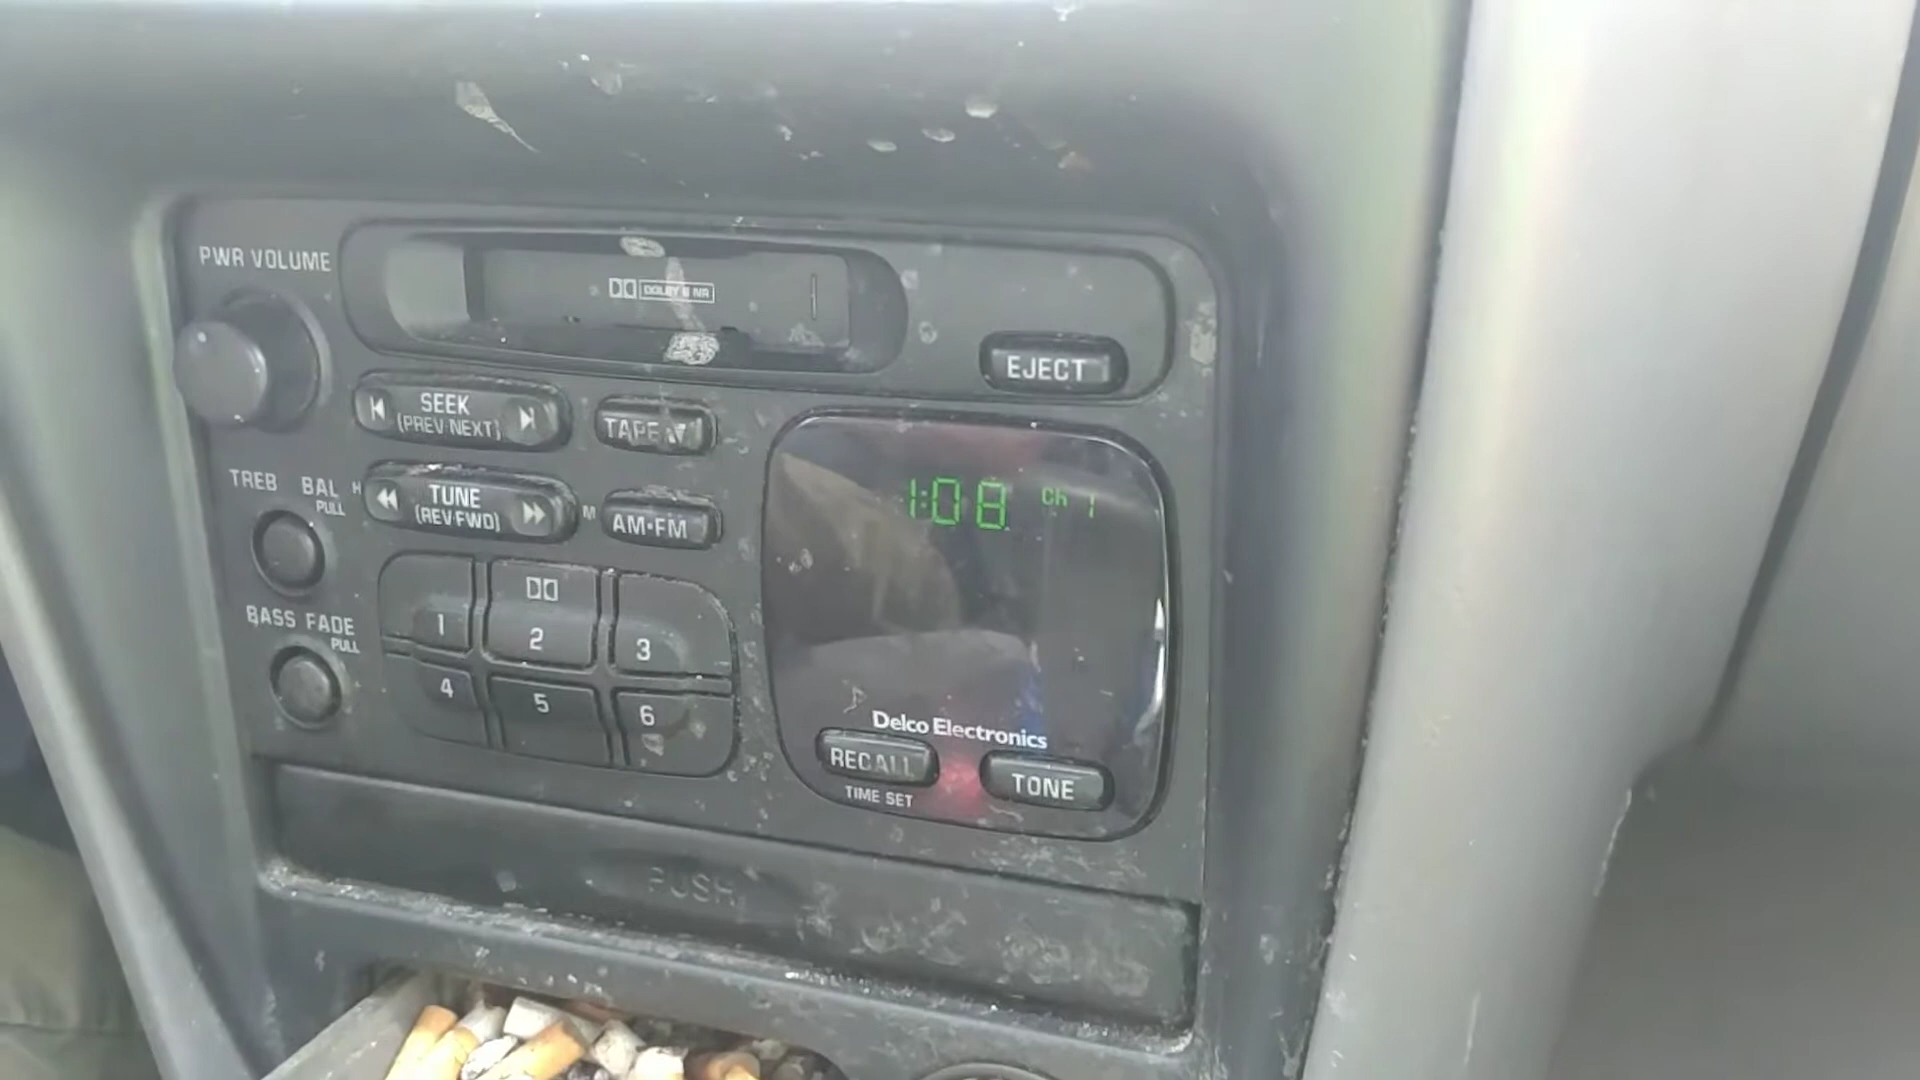 PWR VOLUME
DOLBY B NR
EJECT
SEEK
(PREV NEXT)
TAPE
TREB BAL
PULL
H
TUNE
(REV·FWD)
M
AM•FM
1:08 Ch 1
BASS FADE
PULL
1
2
3
4
5
6
Delco Electronics
RECALL
TONE
TIME SET
PUSH